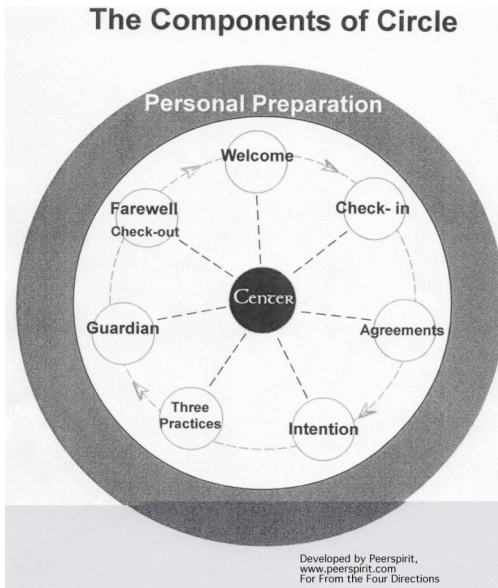 The Components of Circle
Personal Preparation
Welcome
Check- in
Agreements
Intention
Three
Practices
Guardian
Farewell
Check-out
CENTER
Developed by Peerspirit,
www.peerspirit.com
For From the Four Directions